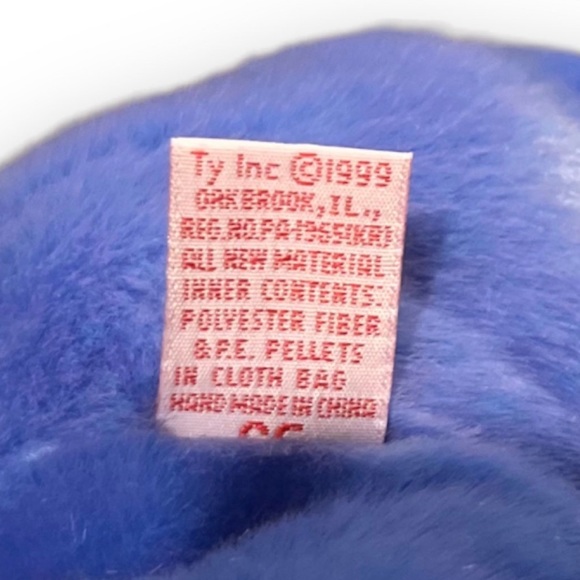 Ty Inc ©1999
OAKBROOK, IL.,
REG.NO.PA-1965(KR)
ALL NEW MATERIAL
INNER CONTENTS:
POLYESTER FIBER
& P.E. PELLETS
IN CLOTH BAG
HAND MADE IN CHINA